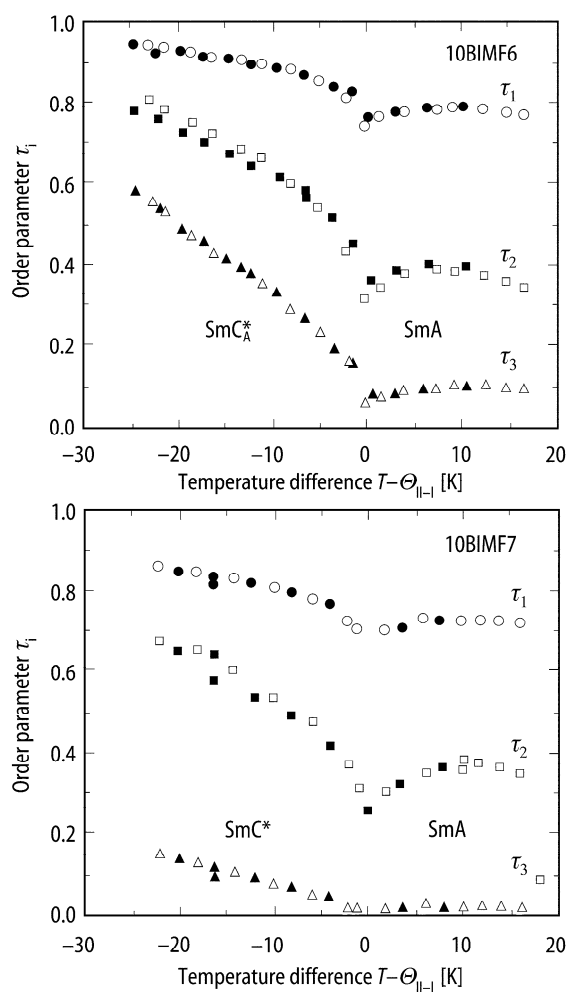 1.0
10BIMF6
τ1
0.8
0.6
Order parameter τi
0.4
τ2
SmC*A
SmA
0.2
τ3
0.0
−30
−20
−10
0
10
20
Temperature difference T−ΘII–I [K]
1.0
10BIMF7
τ1
0.8
0.6
Order parameter τi
0.4
τ2
SmC*
SmA
0.2
τ3
0.0
−30
−20
−10
0
10
20
Temperature difference T−ΘII–I [K]